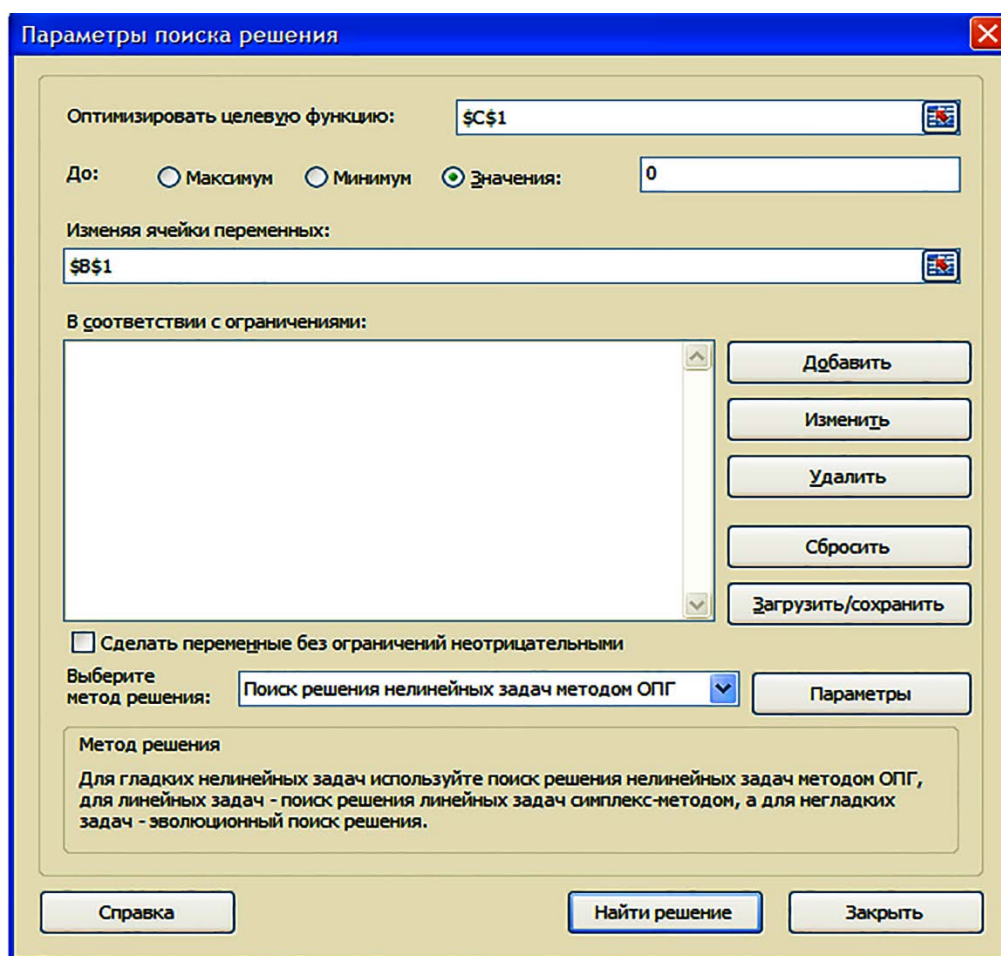 Параметры поиска решения
Оптимизировать целевую функцию: $C$1
До: Максимум Минимум Значения: 0
Изменяя ячейки переменных:
$B$1
В соответствии с ограничениями:
Добавить
Изменить
Удалить
Сбросить
Загрузить/сохранить
Сделать переменные без ограничений неотрицательными
Выберите
метод решения: Поиск решения нелинейных задач методом ОПГ Параметры
Метод решения
Для гладких нелинейных задач используйте поиск решения нелинейных задач методом ОПГ,
для линейных задач - поиск решения линейных задач симплекс-методом, а для негладких
задач - эволюционный поиск решения.
Справка Найти решение Закрыть